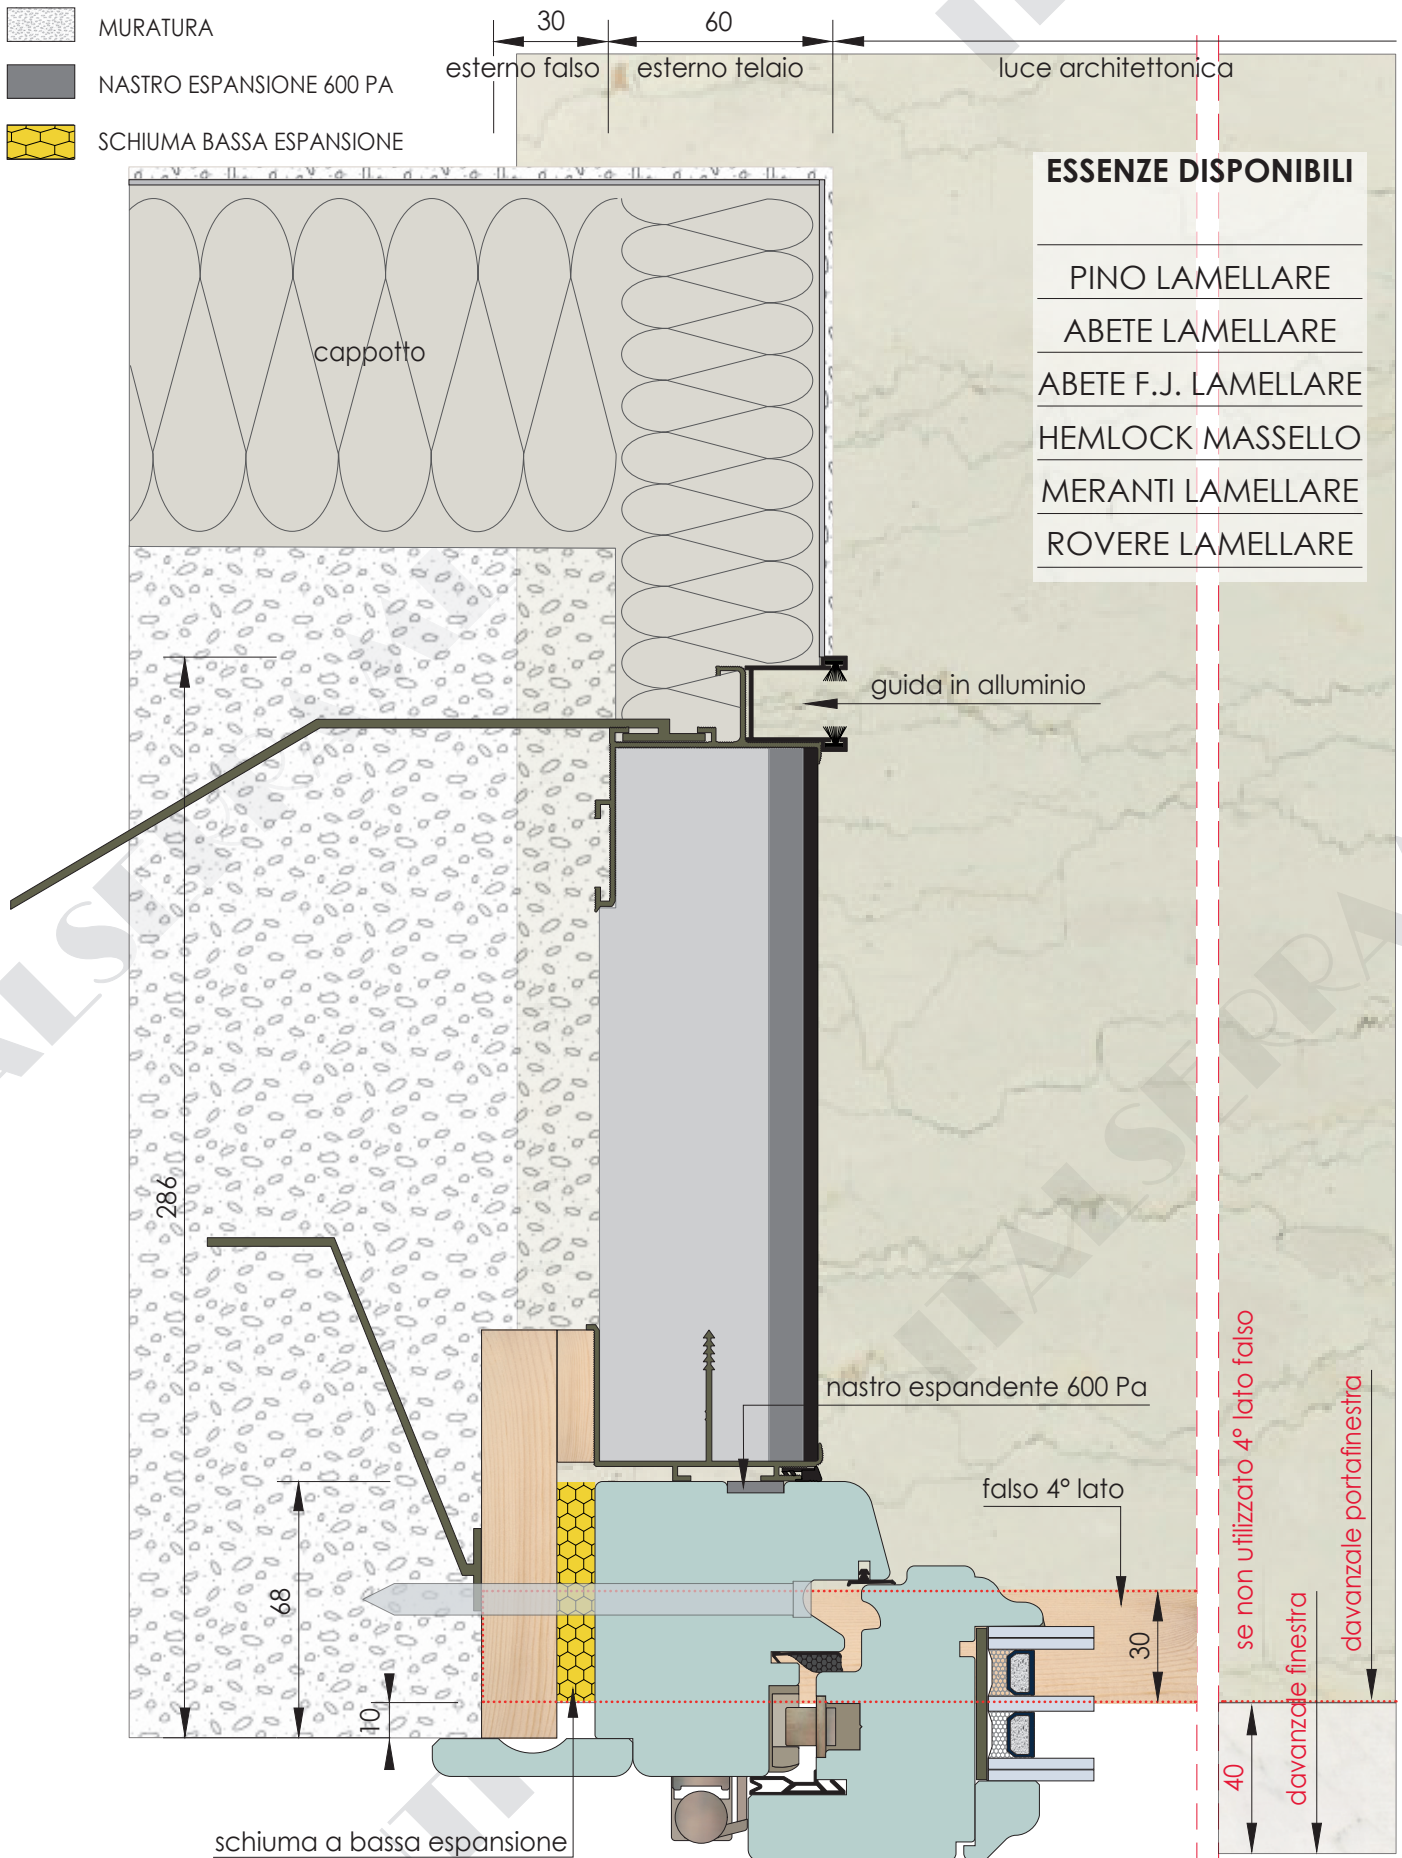 MURATURA
NASTRO ESPANSIONE 600 PA
SCHIUMA BASSA ESPANSIONE
30
60
esterno falso
esterno telaio
luce architettonica
ESSENZE DISPONIBILI
PINO LAMELLARE
ABETE LAMELLARE
ABETE F.J. LAMELLARE
HEMLOCK MASSELLO
MERANTI LAMELLARE
ROVERE LAMELLARE
cappotto
guida in alluminio
286
nastro espandente 600 Pa
falso 4° lato
68
10
30
40
se non utilizzato 4° lato falso
davanzale finestra
davanzale portafinestra
schiuma a bassa espansione
ITALSERRA